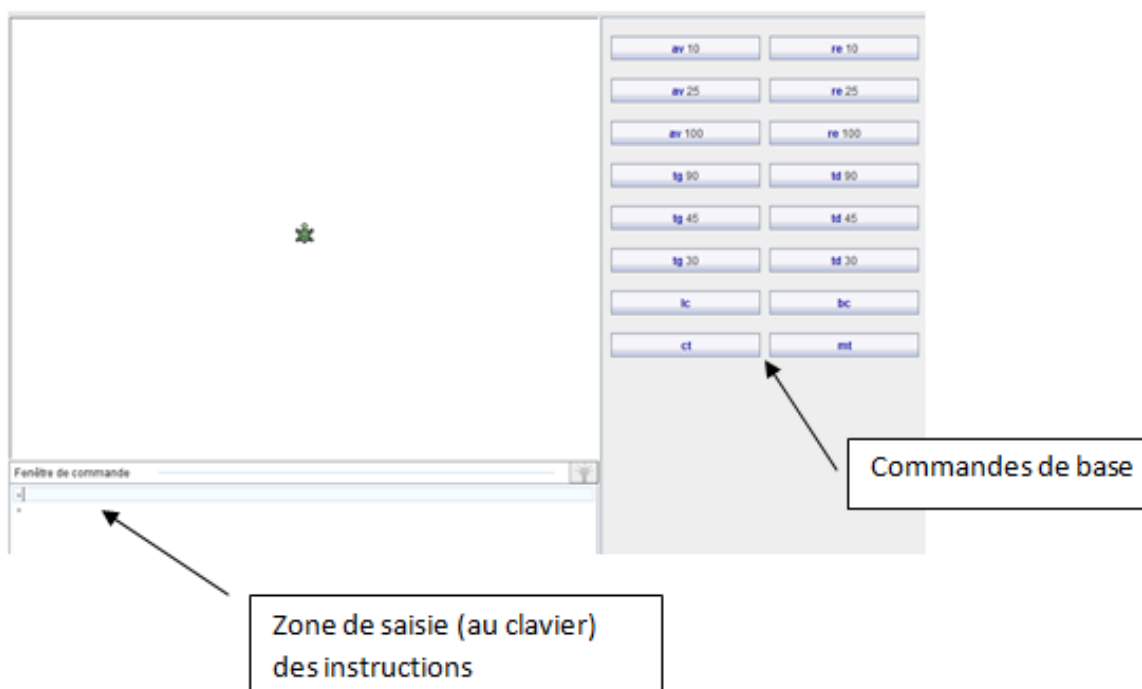 av 10 re 10
av 25 re 25
av 100 re 100
tg 90 td 90
tg 45 td 45
tg 30 td 30
lc bc
ct mt
Commandes de base
Fenêtre de commande
Zone de saisie (au clavier)
des instructions